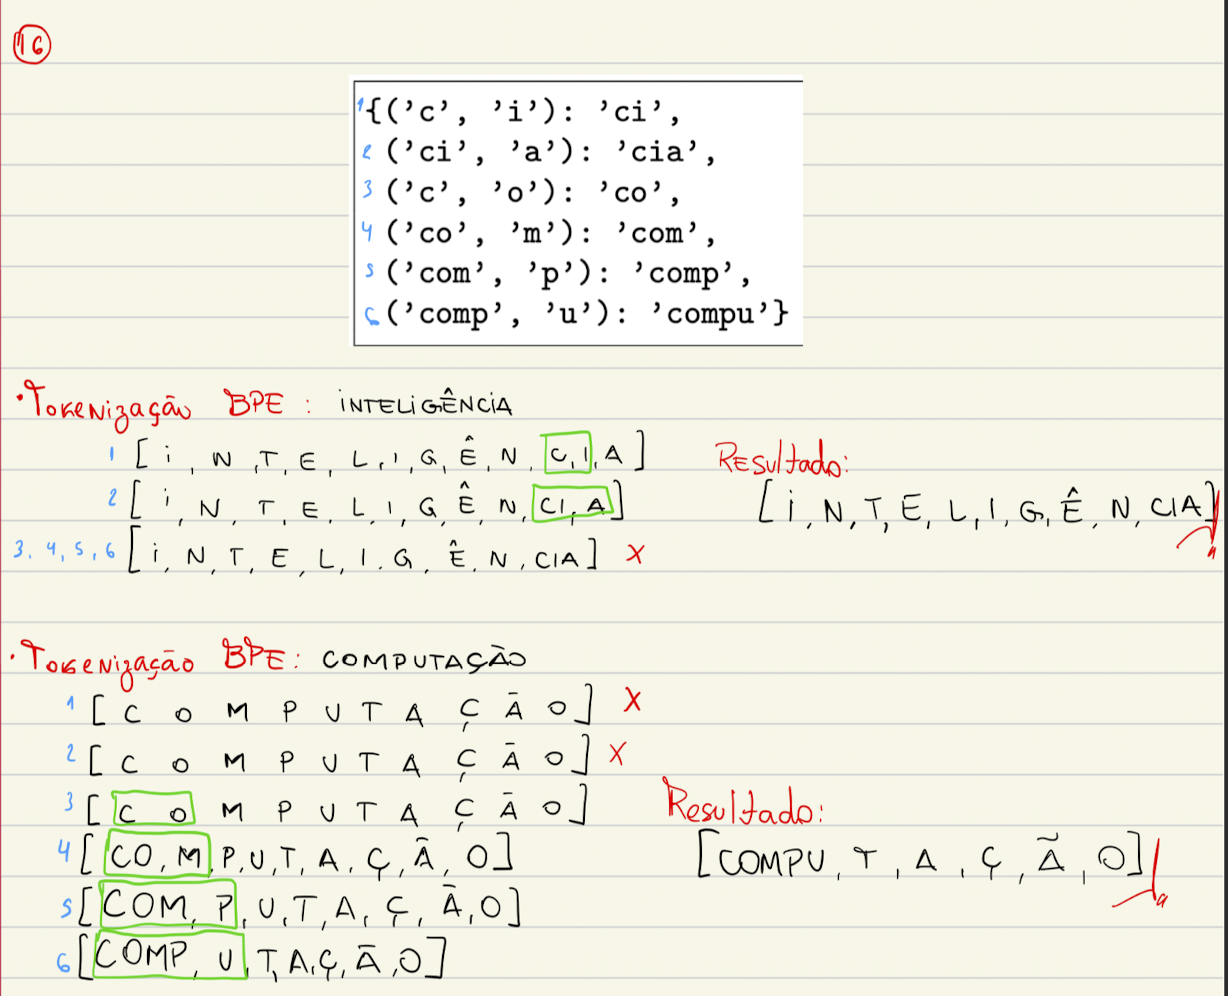 16
1 {('c', 'i'): 'ci',
2 ('ci', 'a'): 'cia',
3 ('c', 'o'): 'co',
4 ('co', 'm'): 'com',
5 ('com', 'p'): 'comp',
6 ('comp', 'u'): 'compu'}
• Tokenização BPE : INTELIGÊNCIA
1 [ I , N , T , E , L , I , G , Ê , N , C , I , A ]
2 [ I , N , T , E , L , I , G , Ê , N , CI , A ]
3, 4, 5, 6 [ I , N , T , E , L , I , G , Ê , N , CIA ] X
Resultado:
[ I , N , T , E , L , I , G , Ê , N , CIA ]
• Tokenização BPE : COMPUTAÇÃO
1 [ C O M P U T A Ç Ã O ] X
2 [ C O M P U T A Ç Ã O ] X
3 [ C O M P U T A Ç Ã O ]
4 [ CO , M , P , U , T , A , Ç , Ã , O ]
5 [ COM , P , U , T , A , Ç , Ã , O ]
6 [ COMP , U , T , A , Ç , Ã , O ]
Resultado:
[ COMPU , T , A , Ç , Ã , O ]